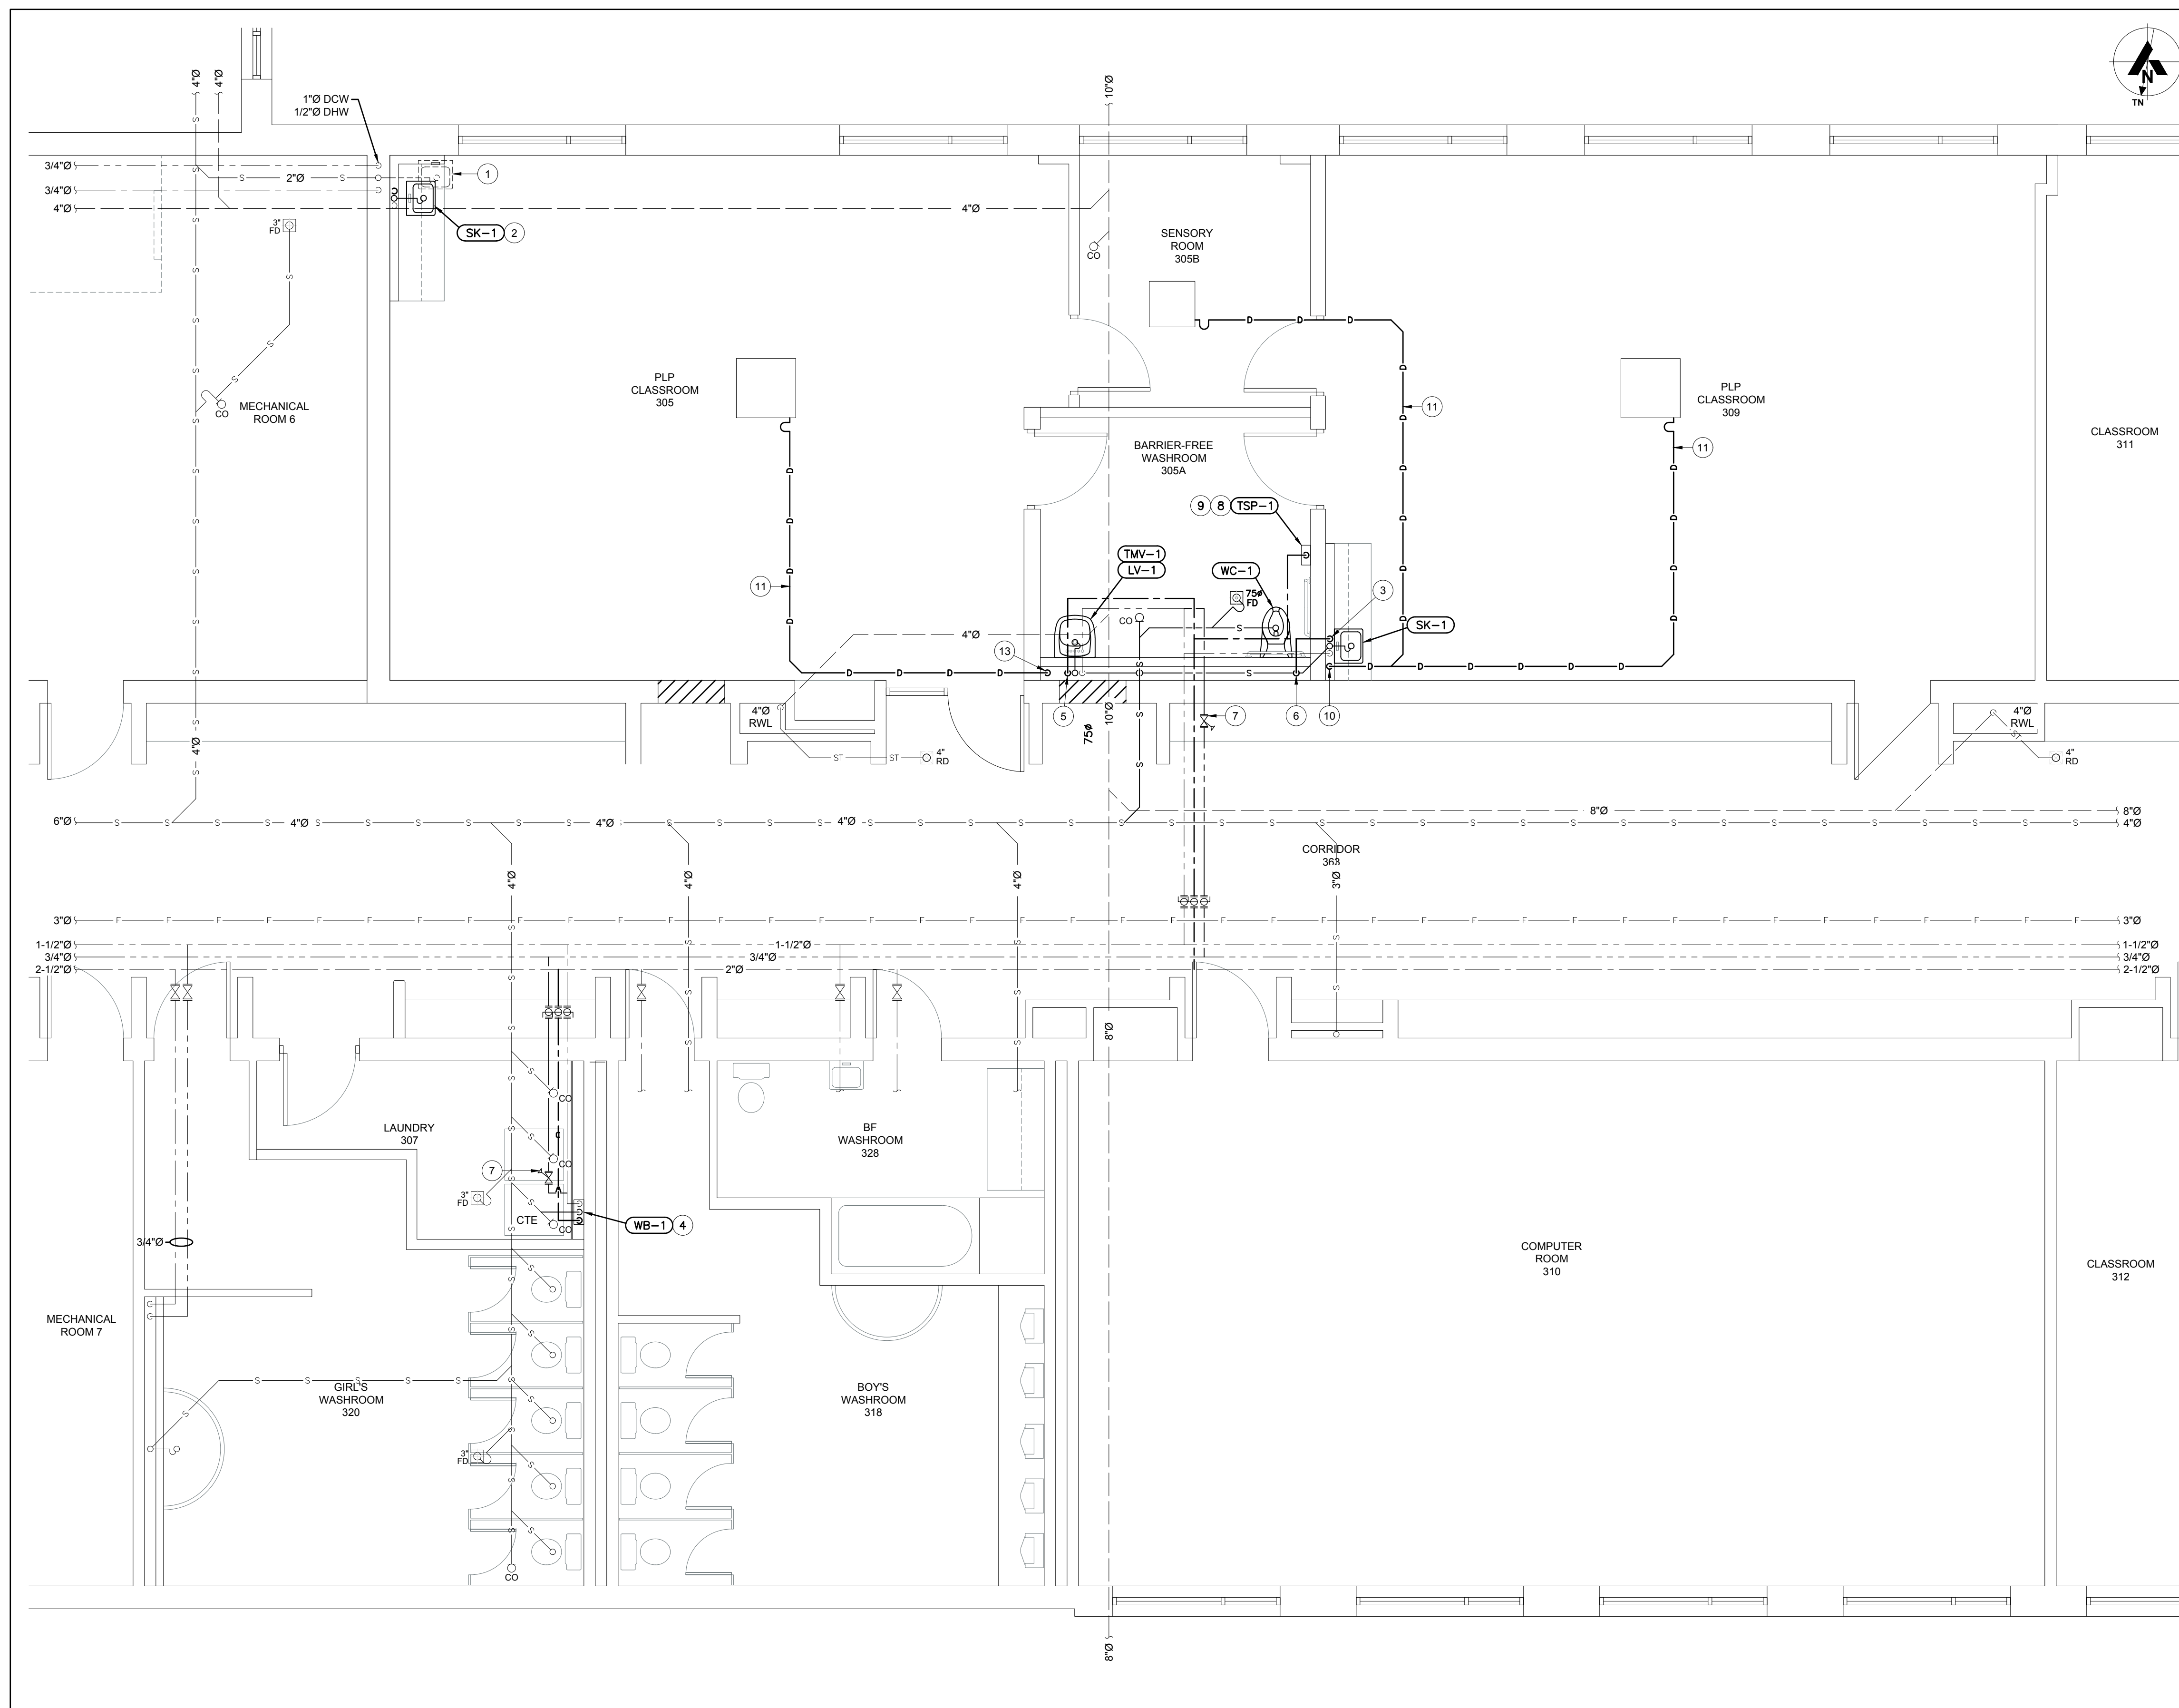 N
TN
4"Ø
4"Ø
10"Ø
1"Ø DCW
1/2"Ø DHW
3/4"Ø
3/4"Ø
4"Ø
2"Ø
S
S
1
SK-1
2
3"
FD
4"Ø
CO
SENSORY
ROOM
305B
CO
MECHANICAL
ROOM 6
PLP
CLASSROOM
305
D
D
D
11
PLP
CLASSROOM
309
11
CLASSROOM
311
BARRIER-FREE
WASHROOM
305A
9
8
TSP-1
TMV-1
LV-1
WC-1
75ø
FD
3
SK-1
11
CO
4"Ø
13
S
S
D
D
D
D
D
D
D
D
D
D
5
7
6
10
4"Ø
RWL
75ø
10"Ø
4"Ø
RWL
4"Ø
ST
ST
4"
RD
ST
4"
RD
6"Ø
4"Ø
4"Ø
4"Ø
8"Ø
8"Ø
4"Ø
CORRIDOR
363
4"Ø
4"Ø
4"Ø
3"Ø
3"Ø
F
F
F
3"Ø
1-1/2"Ø
1-1/2"Ø
1-1/2"Ø
3/4"Ø
3/4"Ø
3/4"Ø
2-1/2"Ø
2"Ø
2-1/2"Ø
8"Ø
CO
LAUNDRY
307
BF
WASHROOM
328
CO
7
3"
FD
CTE
CO
WB-1
4
3/4"Ø
COMPUTER
ROOM
310
CLASSROOM
312
MECHANICAL
ROOM 7
GIRL'S
WASHROOM
320
BOY'S
WASHROOM
318
3"
FD
CO
8"Ø